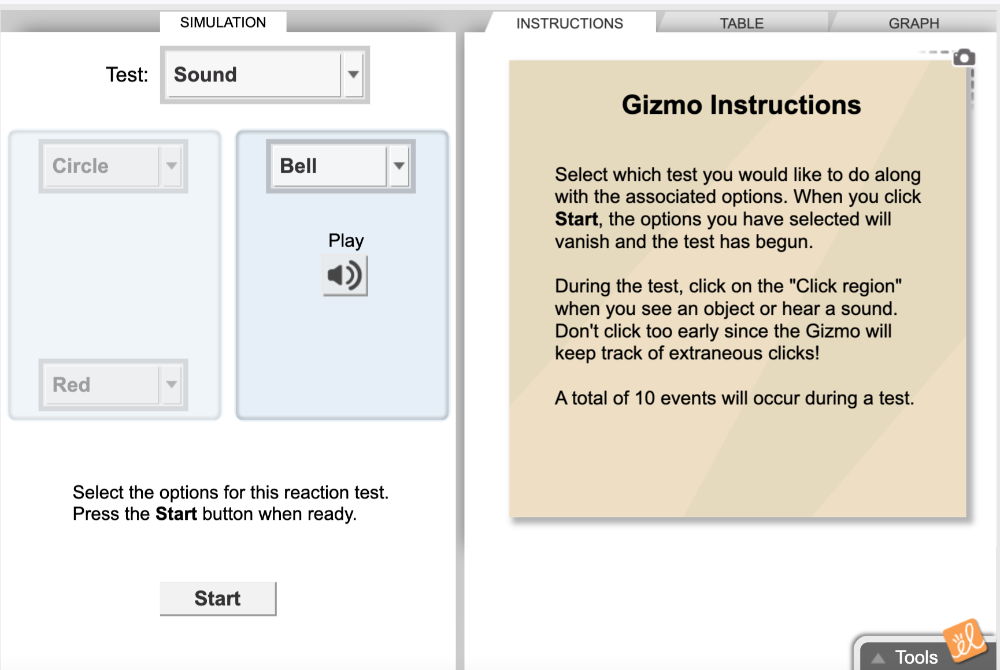 SIMULATION
INSTRUCTIONS
TABLE
GRAPH
Test:
Sound
Circle
Bell
Play
Red
Select the options for this reaction test.
Press the Start button when ready.
Start
Gizmo Instructions
Select which test you would like to do along
with the associated options. When you click
Start, the options you have selected will
vanish and the test has begun.
During the test, click on the "Click region"
when you see an object or hear a sound.
Don't click too early since the Gizmo will
keep track of extraneous clicks!
A total of 10 events will occur during a test.
Tools
el